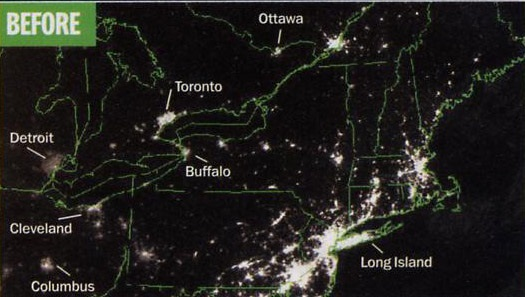 BEFORE
Ottawa
Toronto
Detroit
Buffalo
Cleveland
Long Island
Columbus